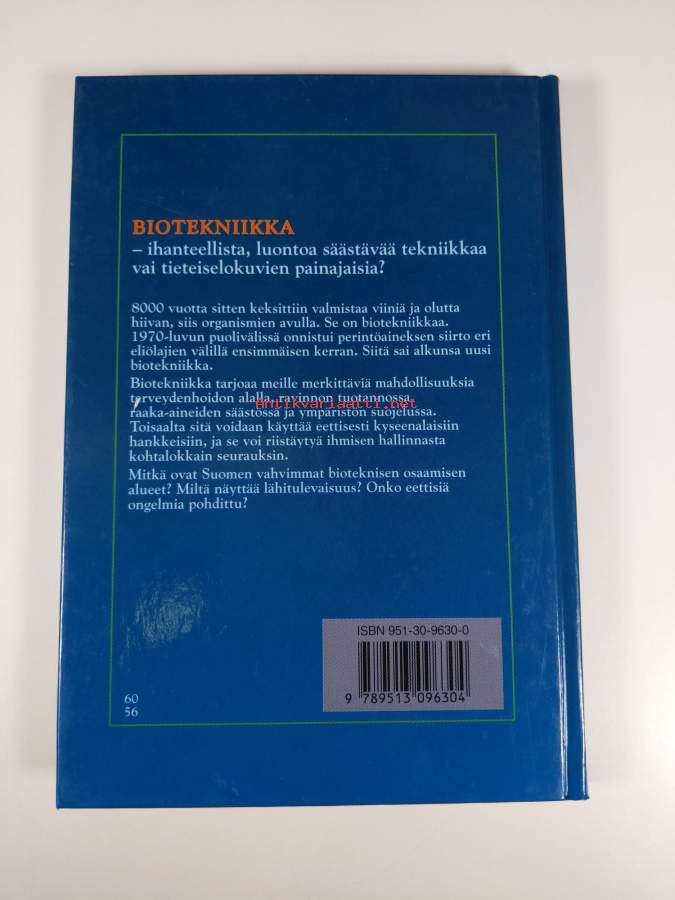 BIOTEKNIIKKA
– ihanteellista, luontoa säästävää tekniikkaa
vai tieteiselokuvien painajaisia?
8000 vuotta sitten keksittiin valmistaa viiniä ja olutta
hiivan, siis organismien avulla. Se on biotekniikkaa.
1970-luvun puolivälissä onnistui perintöaineksen siirto eri
eliölajien välillä ensimmäisen kerran. Siitä sai alkunsa uusi
biotekniikka.
Biotekniikka tarjoaa meille merkittäviä mahdollisuuksia
terveydenhoidon alalla, ravinnon tuotannossa,
Antikvariaatti.net
raaka-aineiden säästössä ja ympäristön suojelussa.
Toisaalta sitä voidaan käyttää eettisesti kyseenalaisiin
hankkeisiin, ja se voi riistäytyä ihmisen hallinnasta
kohtalokkain seurauksin.
Mitkä ovat Suomen vahvimmat bioteknisen osaamisen
alueet? Miltä näyttää lähitulevaisuus? Onko eettisiä
ongelmia pohdittu?
ISBN 951-30-9630-0
9 789513 096304
60
56